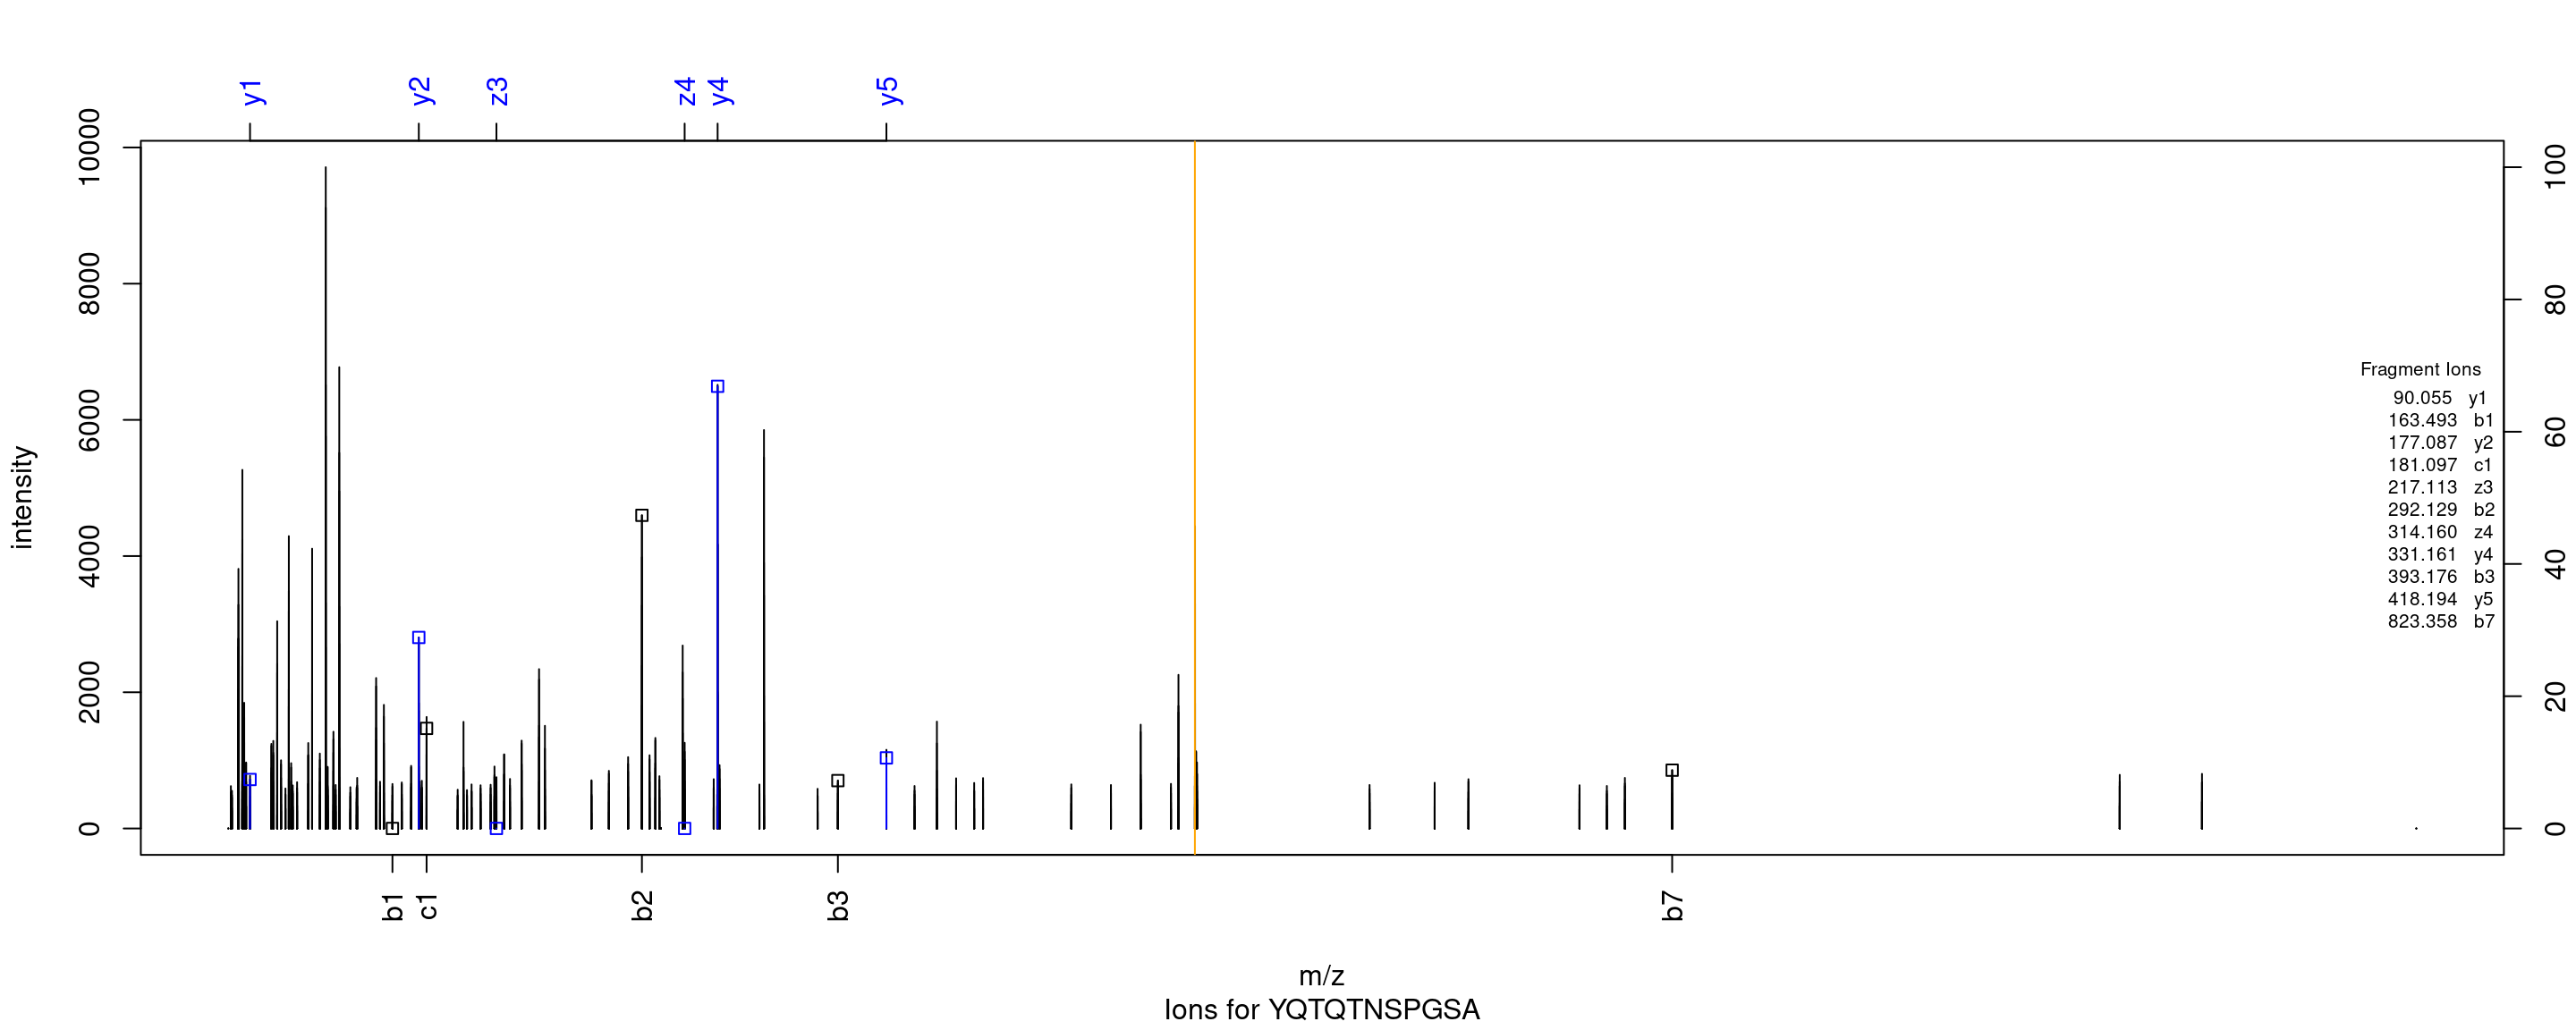 y1 y2 z3 z4 y4 y5
intensity
0 2000 4000 6000 8000 10000
0 20 40 60 80 100
Fragment Ions
90.055 y1
163.493 b1
177.087 y2
181.097 c1
217.113 z3
292.129 b2
314.160 z4
331.161 y4
393.176 b3
418.194 y5
823.358 b7
b1 c1 b2 b3 b7
m/z
Ions for YQTQTNSPGSA